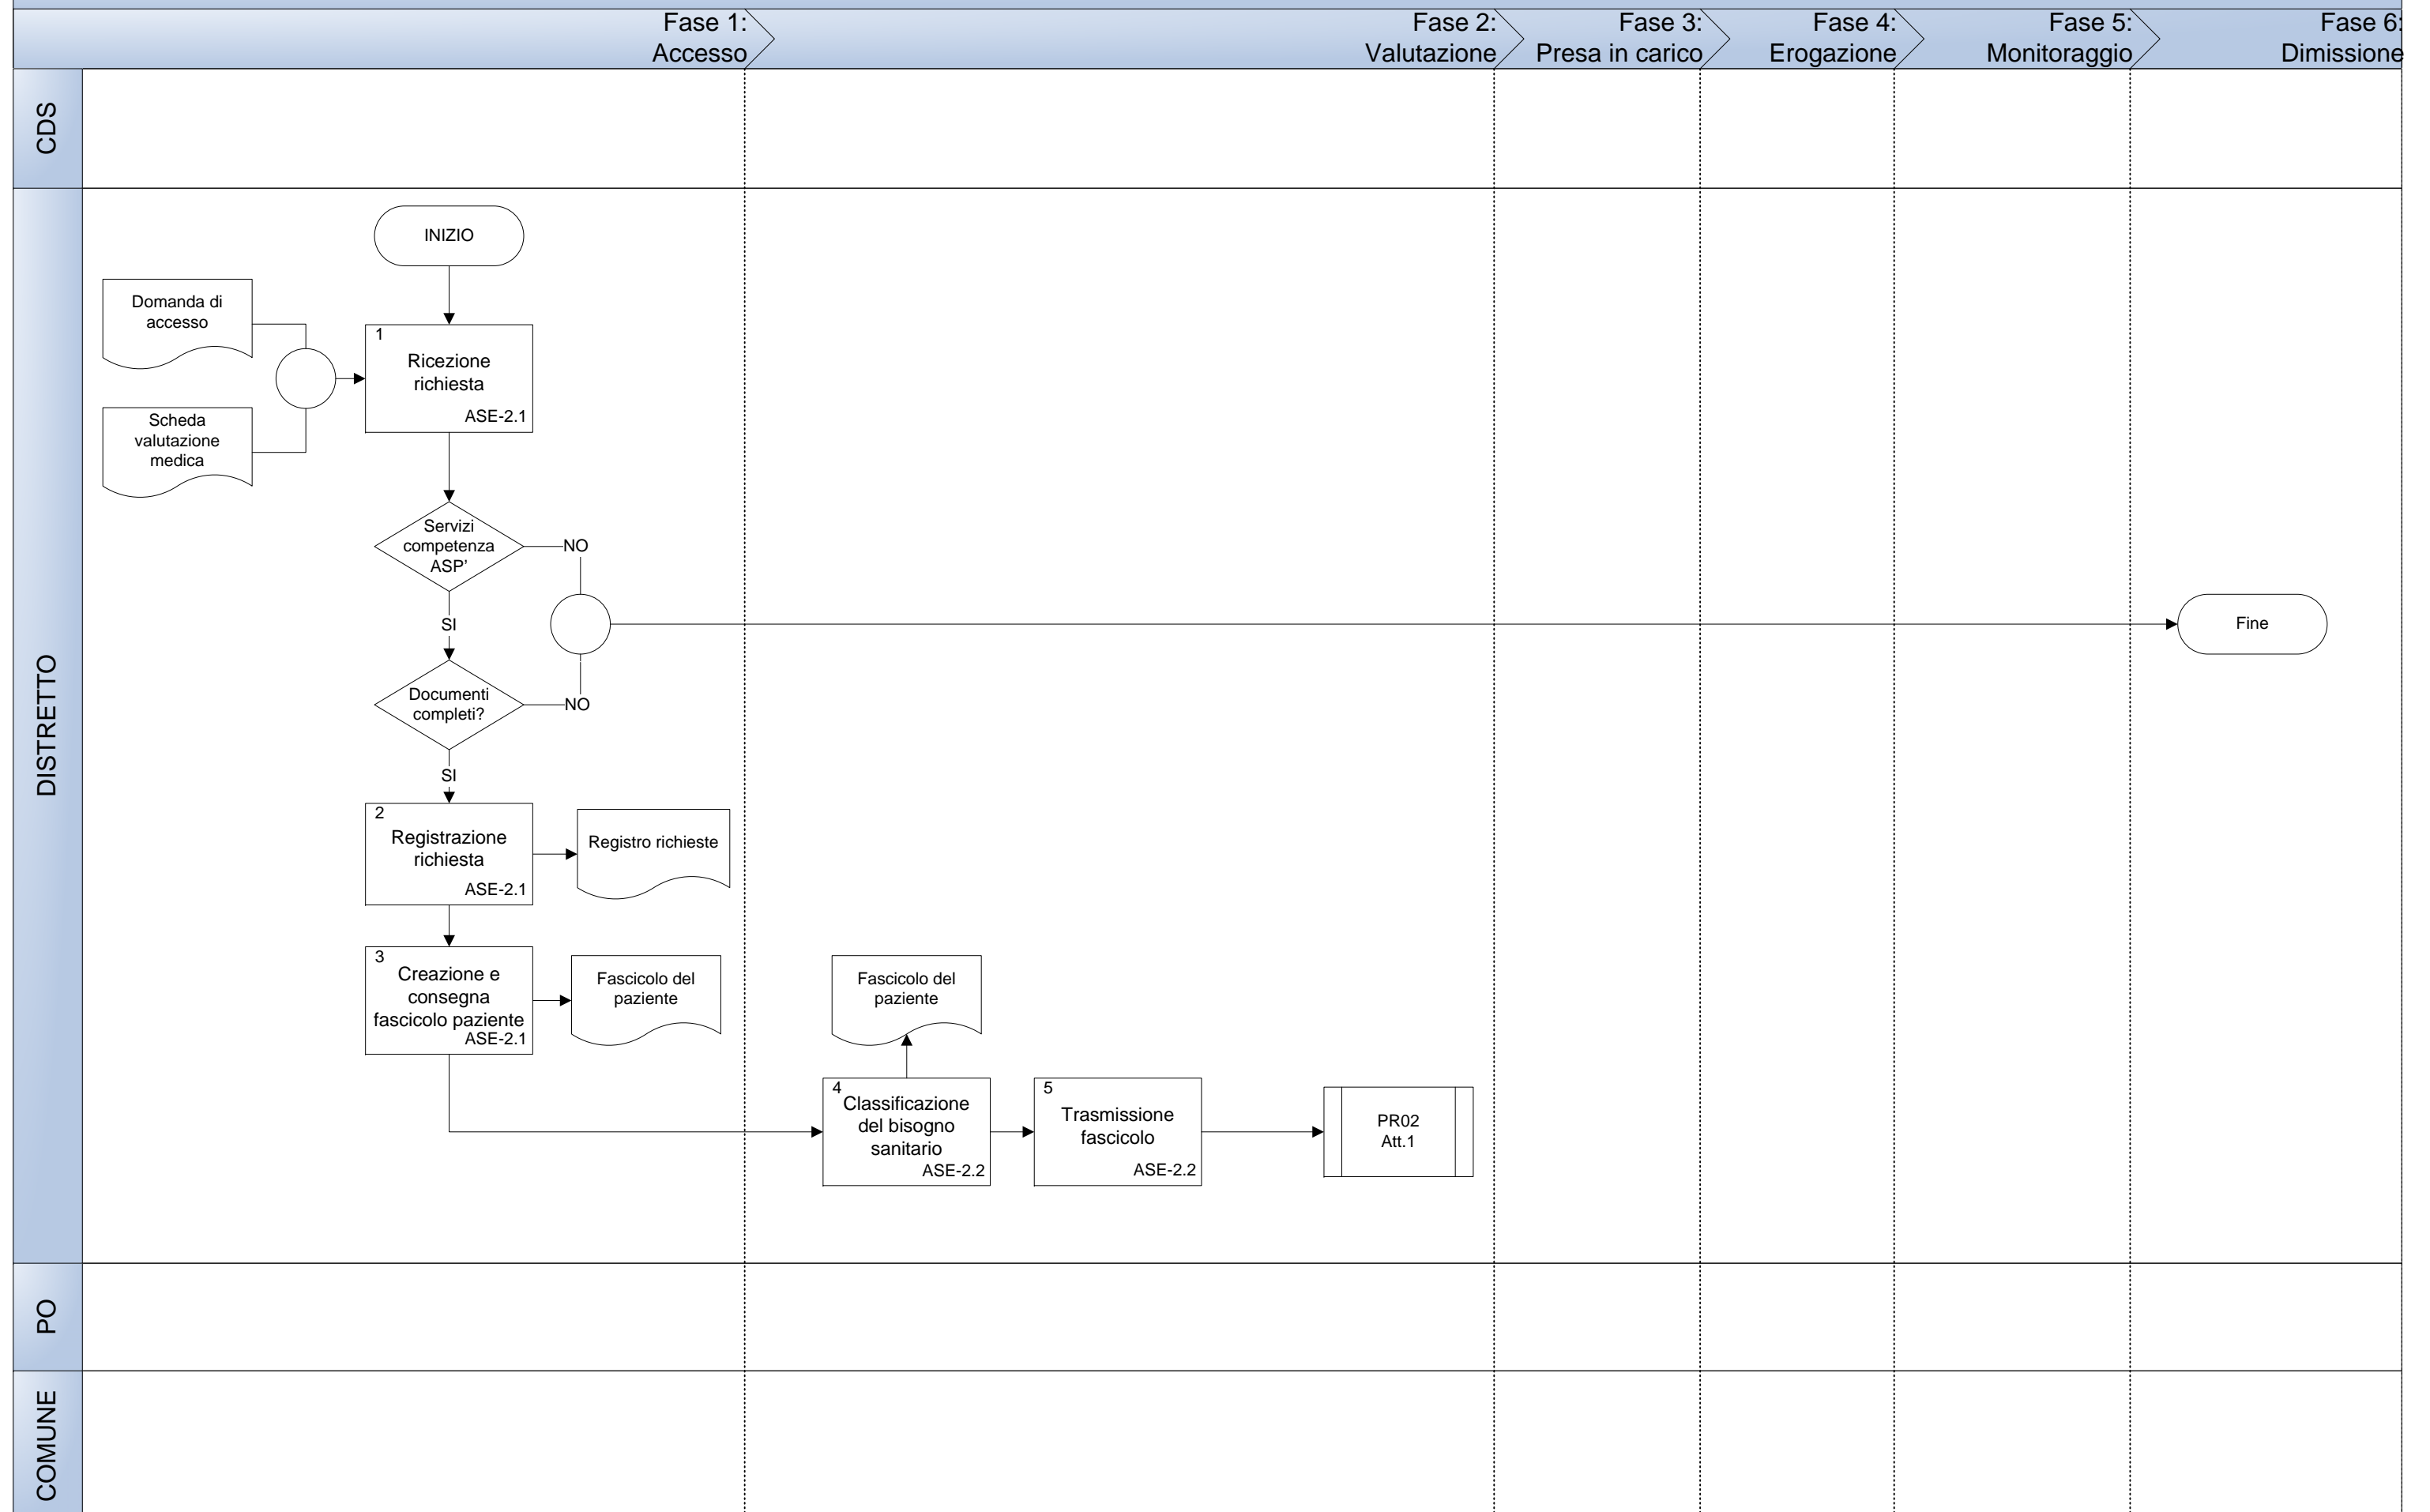 Fase 1:
Accesso
Fase 2:
Valutazione
Fase 3:
Presa in carico
Fase 4:
Erogazione
Fase 5:
Monitoraggio
Fase 6:
Dimissione
CDS
DISTRETTO
INIZIO
Domanda di
accesso
Scheda
valutazione
medica
1
Ricezione
richiesta
ASE-2.1
Servizi
competenza
ASP'
NO
SI
Fine
Documenti
completi?
NO
SI
2
Registrazione
richiesta
ASE-2.1
Registro richieste
3
Creazione e
consegna
fascicolo paziente
ASE-2.1
Fascicolo del
paziente
Fascicolo del
paziente
4
Classificazione
del bisogno
sanitario
ASE-2.2
5
Trasmissione
fascicolo
ASE-2.2
PR02
Att.1
PO
COMUNE